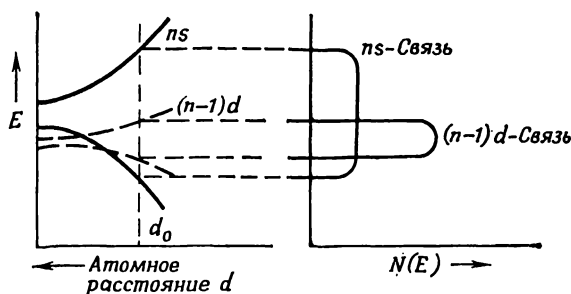 ns
ns-Связь
E
(n-1)d
(n-1)d-Связь
d₀
Атомное
расстояние d
N(E)